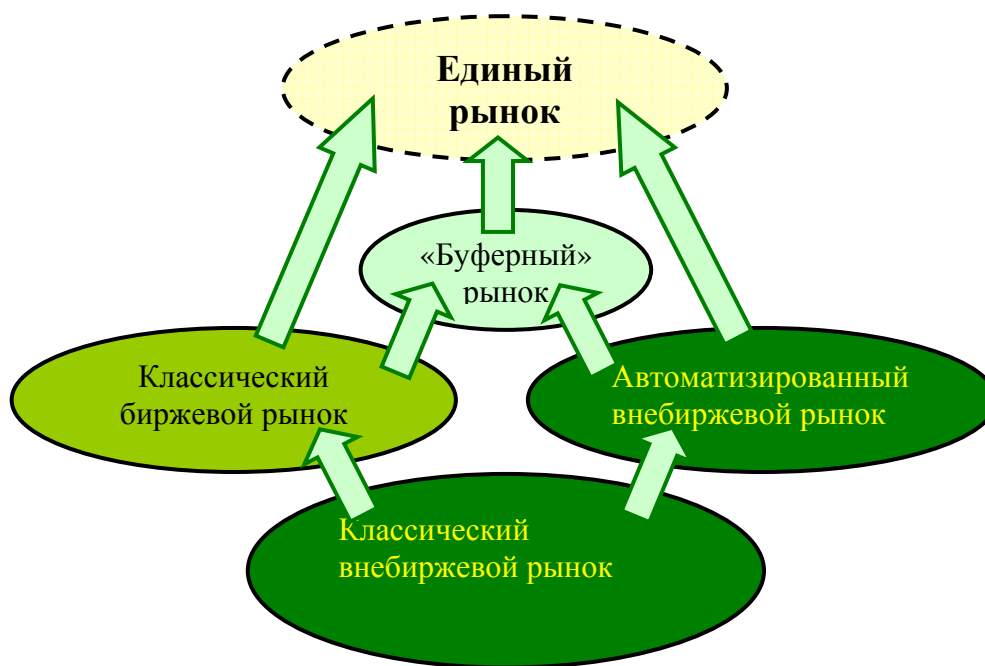 Единый
рынок
«Буферный»
рынок
Классический
биржевой рынок
Автоматизированный
внебиржевой рынок
Классический
внебиржевой рынок